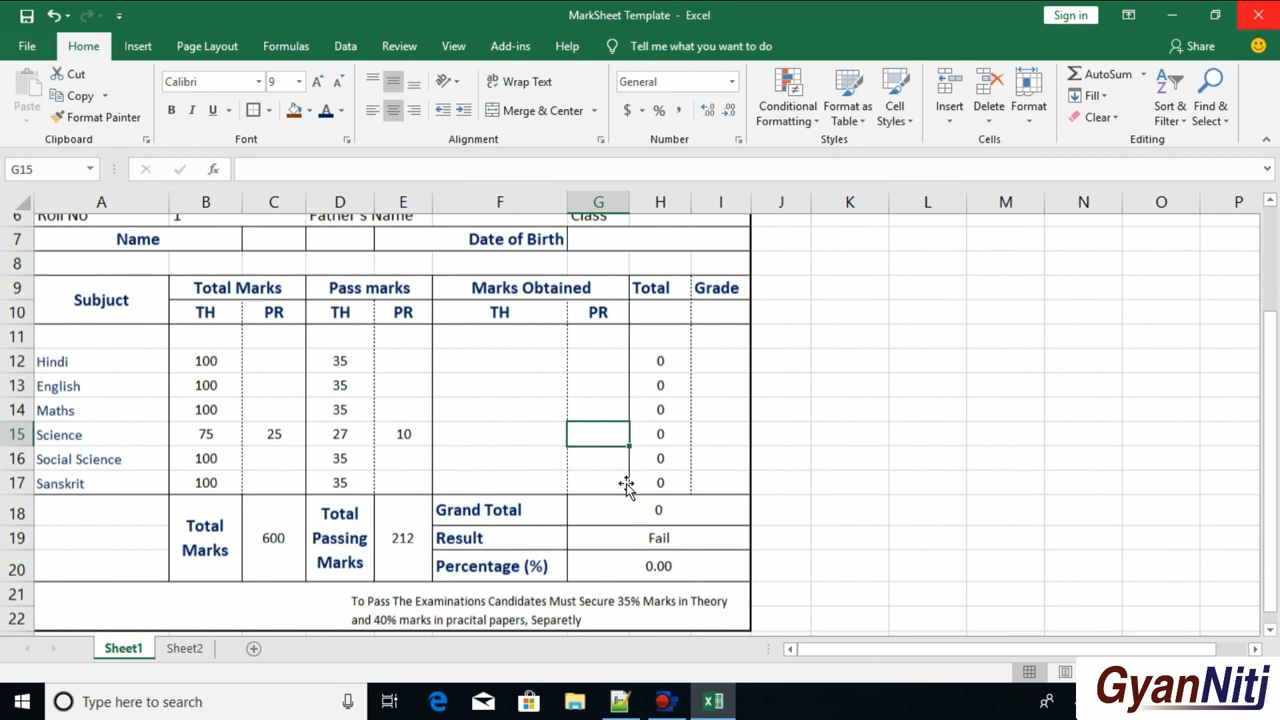 MarkSheet Template - Excel
Sign in
File Home Insert Page Layout Formulas Data Review View Add-ins Help Tell me what you want to do Share
Cut
Copy
Format Painter
Paste
Clipboard
Calibri 9
B I U
Font
Wrap Text
Merge & Center
Alignment
General
$ % ,
Number
Conditional Formatting
Format as Table
Cell Styles
Styles
Insert Delete Format
Cells
AutoSum
Fill
Clear
Sort & Filter
Find & Select
Editing
G15 fx
A B C D E F G H I J K L M N O P
6 Roll No 1 Father's Name Class
7 Name Date of Birth
8
9 Subjuct Total Marks Pass marks Marks Obtained Total Grade
10 TH PR TH PR TH PR
11
12 Hindi 100 35 0
13 English 100 35 0
14 Maths 100 35 0
15 Science 75 25 27 10 0
16 Social Science 100 35 0
17 Sanskrit 100 35 0
18 Total Marks 600 Total Passing Marks 212 Grand Total 0
19 Result Fail
20 Percentage (%) 0.00
21 To Pass The Examinations Candidates Must Secure 35% Marks in Theory
22 and 40% marks in pracital papers, Separetly
Sheet1 Sheet2
Type here to search
GyanNiti